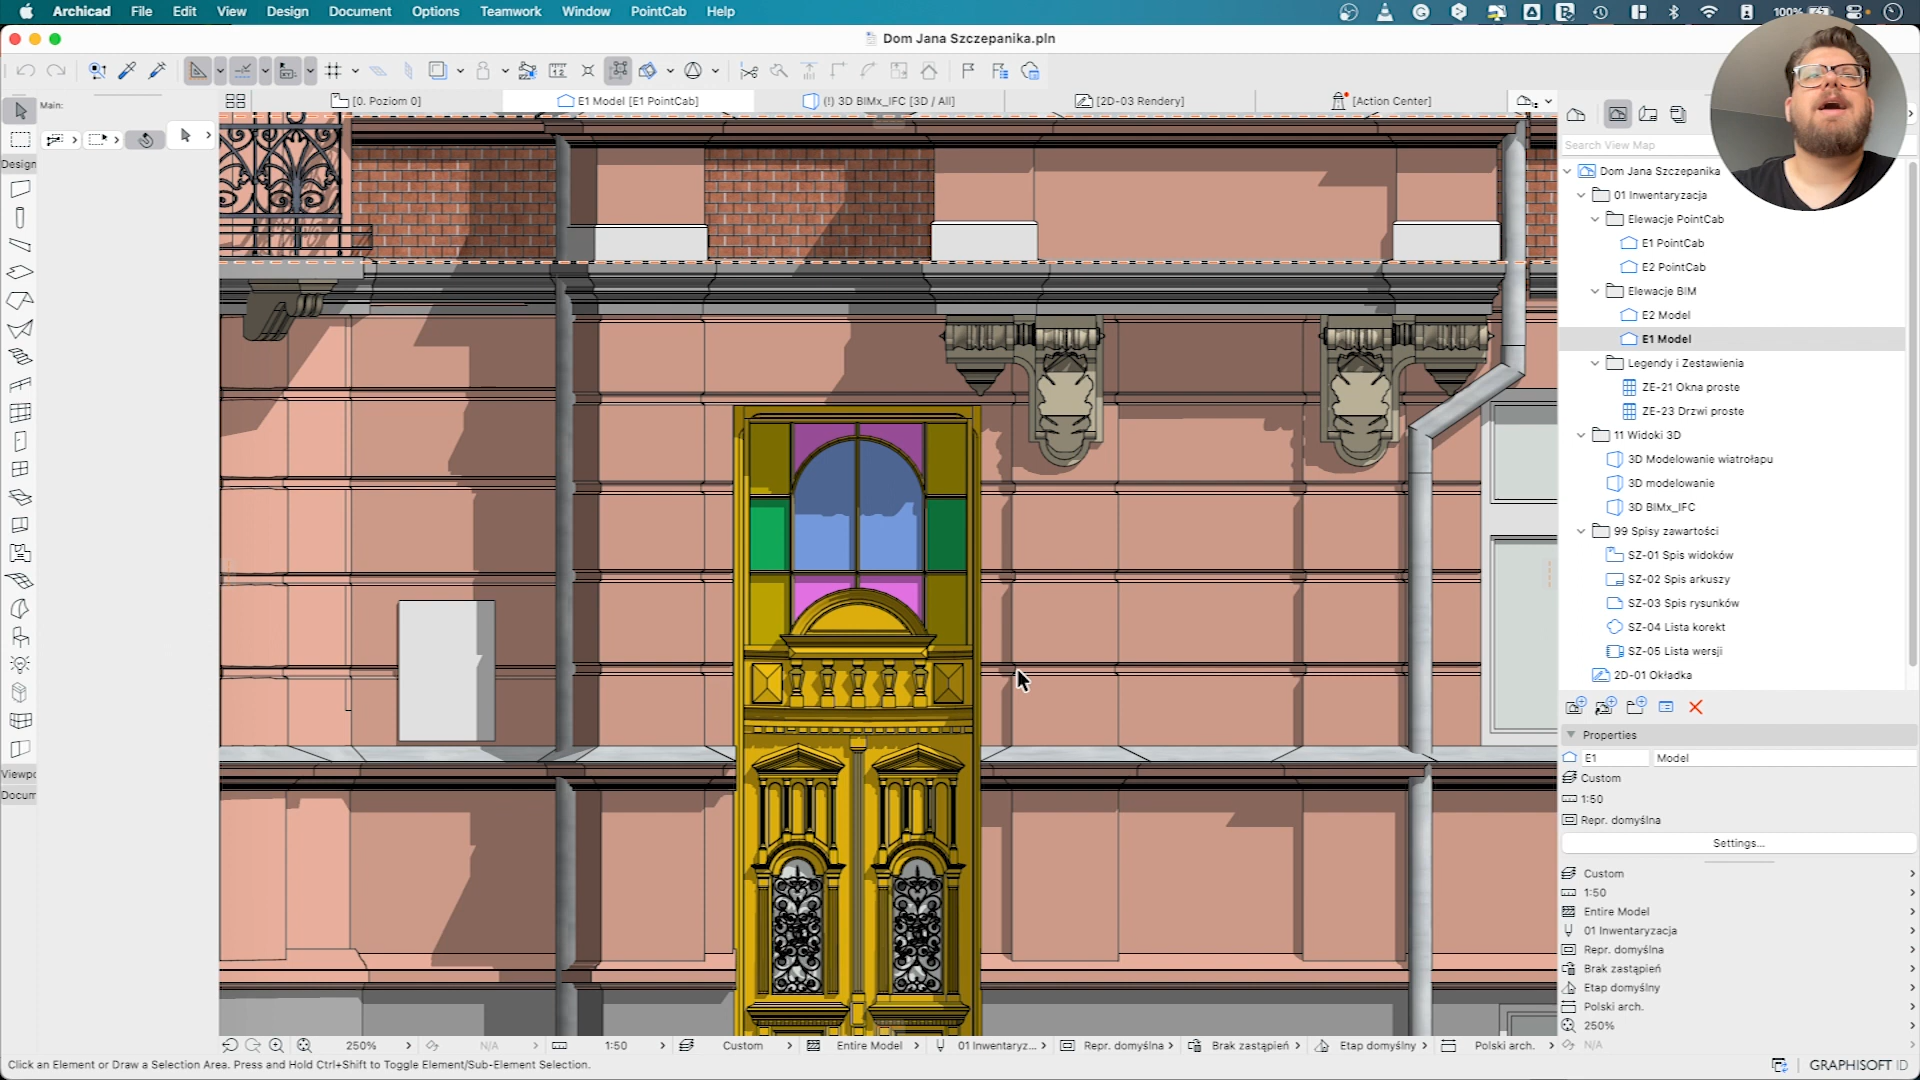 Archicad File Edit View Design Document Options Teamwork Window PointCab Help 100%
Dom Jana Szczepanika.pln
Main:
[0. Poziom 0] E1 Model [E1 PointCab] (!) 3D BIMx_IFC [3D / All] [2D-03 Rendery] [Action Center]
Design
Viewpo
Docum
Search View Map
Dom Jana Szczepanika
01 Inwentaryzacja
Elewacje PointCab
E1 PointCab
E2 PointCab
Elewacje BIM
E2 Model
E1 Model
Legendy i Zestawienia
ZE-21 Okna proste
ZE-23 Drzwi proste
11 Widoki 3D
3D Modelowanie wiatrołapu
3D modelowanie
3D BIMx_IFC
99 Spisy zawartości
SZ-01 Spis widoków
SZ-02 Spis arkuszy
SZ-03 Spis rysunków
SZ-04 Lista korekt
SZ-05 Lista wersji
2D-01 Okładka
Properties
E1 Model
Custom
1:50
Repr. domyślna
Settings...
Custom
1:50
Entire Model
01 Inwentaryzacja
Repr. domyślna
Brak zastąpień
Etap domyślny
Polski arch.
250%
N/A
250% N/A 1:50 Custom Entire Model 01 Inwentaryz... Repr. domyślna Brak zastąpień Etap domyślny Polski arch.
Click an Element or Draw a Selection Area. Press and Hold Ctrl+Shift to Toggle Element/Sub-Element Selection.
GRAPHISOFT ID